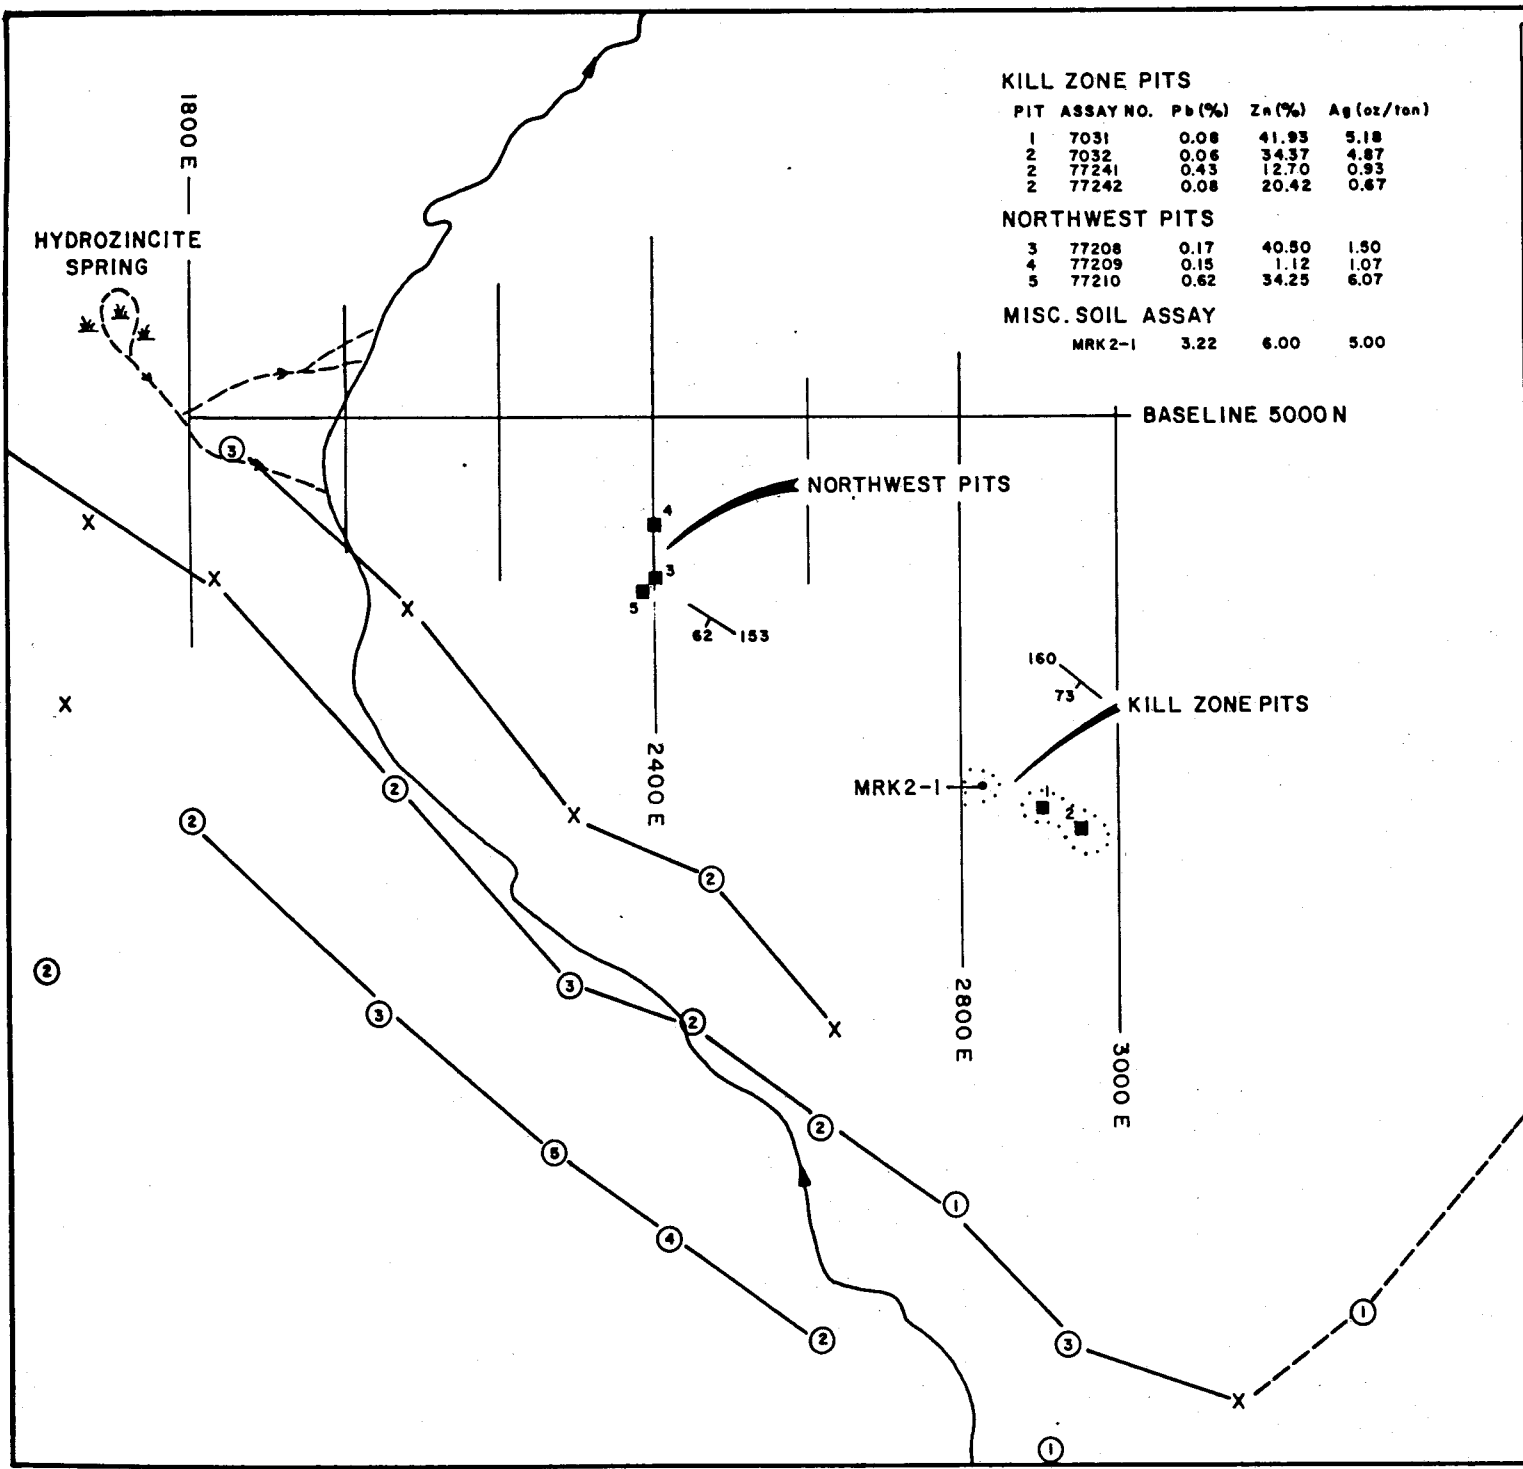 KILL ZONE PITS
PIT ASSAY NO. Pb (%) Zn (%) Ag (oz/ton)
1 7031 0.08 41.93 5.18
2 7032 0.06 34.37 4.87
2 77241 0.43 12.70 0.93
2 77242 0.08 20.42 0.67
NORTHWEST PITS
3 77208 0.17 40.50 1.50
4 77209 0.15 1.12 1.07
5 77210 0.62 34.25 6.07
MISC. SOIL ASSAY
MRK2-1 3.22 6.00 5.00
1800 E
HYDROZINCITE
SPRING
BASELINE 5000 N
3
NORTHWEST PITS
4
X
3
X
5
X
62 153
160
73
X
KILL ZONE PITS
2400 E
MRK2-1
2
1
2
2
X
2
2
2800 E
3
3
2
X
3000 E
2
5
1
4
1
2
3
X
1